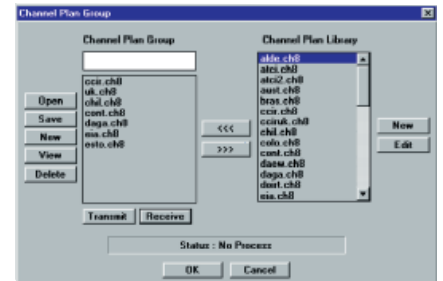 Channel Plan Group
Channel Plan Group
Channel Plan Library
ccir.ch8
uk.ch8
chil.ch8
cont.ch8
daga.ch8
eia.ch8
esto.ch8
Open
Save
New
View
Delete
<<<
>>>
alde.ch8
alci.ch8
alci2.ch8
aust.ch8
bras.ch8
ccir.ch8
cciruk.ch8
chil.ch8
colo.ch8
cont.ch8
daew.ch8
daga.ch8
dort.ch8
eia.ch8
New
Edit
Transmit
Receive
Status : No Process
OK
Cancel